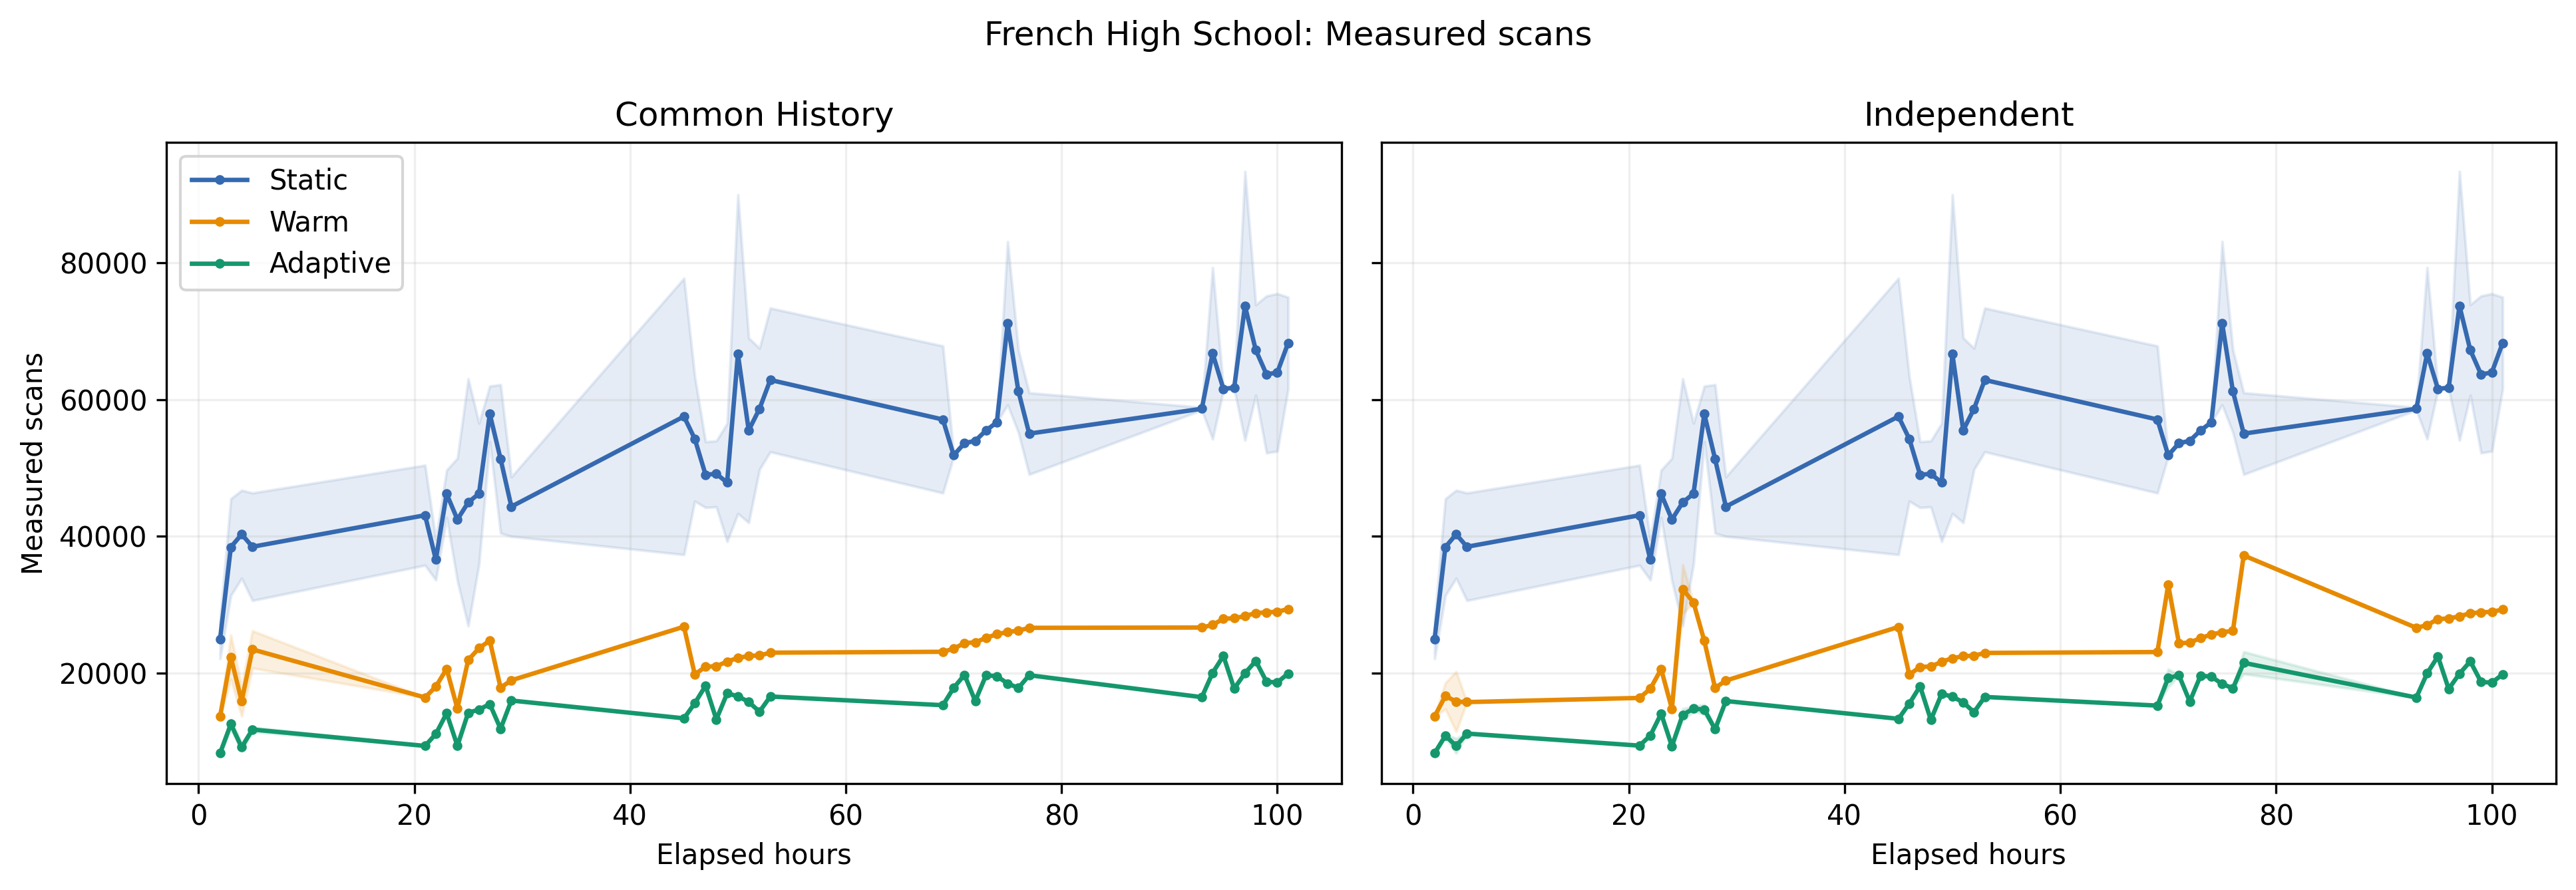 French High School: Measured scans
Common History
Independent
Static
Warm
Adaptive
Measured scans
80000
60000
40000
20000
0 20 40 60 80 100
0 20 40 60 80 100
Elapsed hours
Elapsed hours